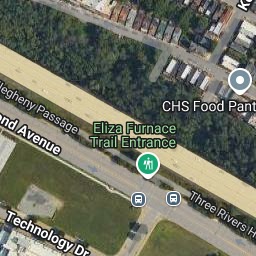 CHS Food Pant
legheny Passage
nd Avenue
Eliza Furnace
Trail Entrance
Three Rivers H
Technology Dr